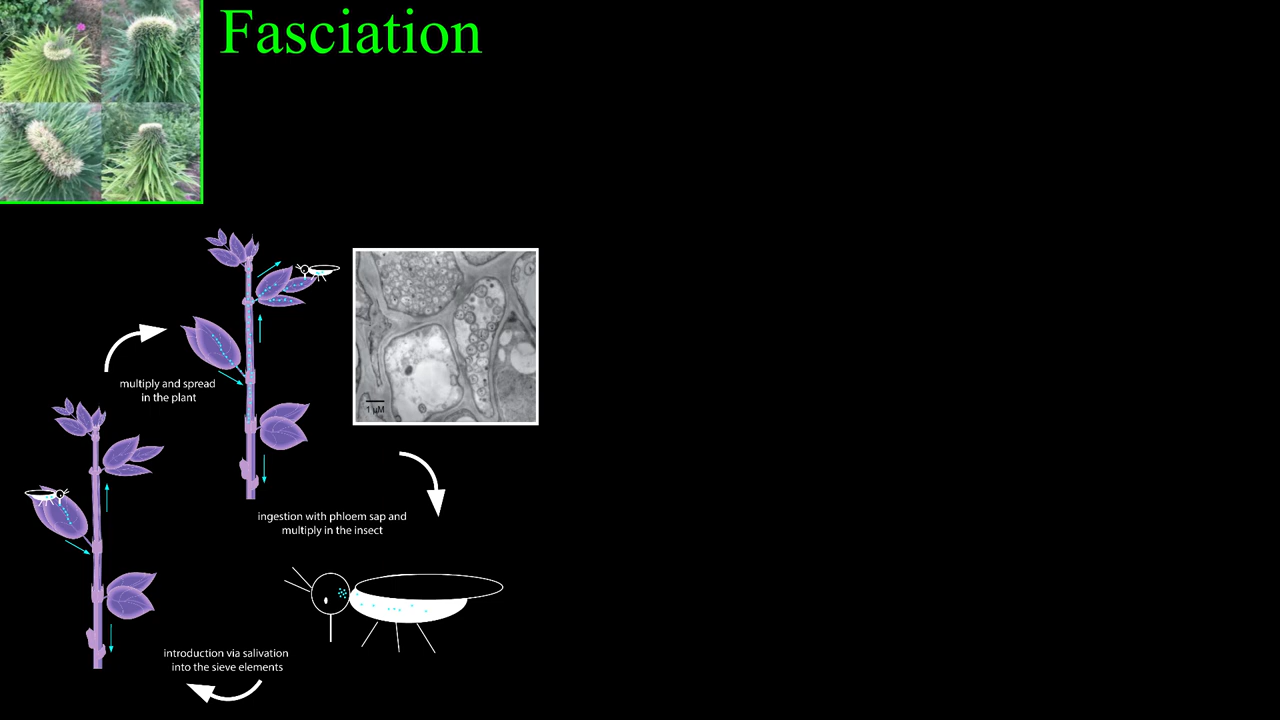 Fasciation
multiply and spread
in the plant
1 µM
ingestion with phloem sap and
multiply in the insect
introduction via salivation
into the sieve elements